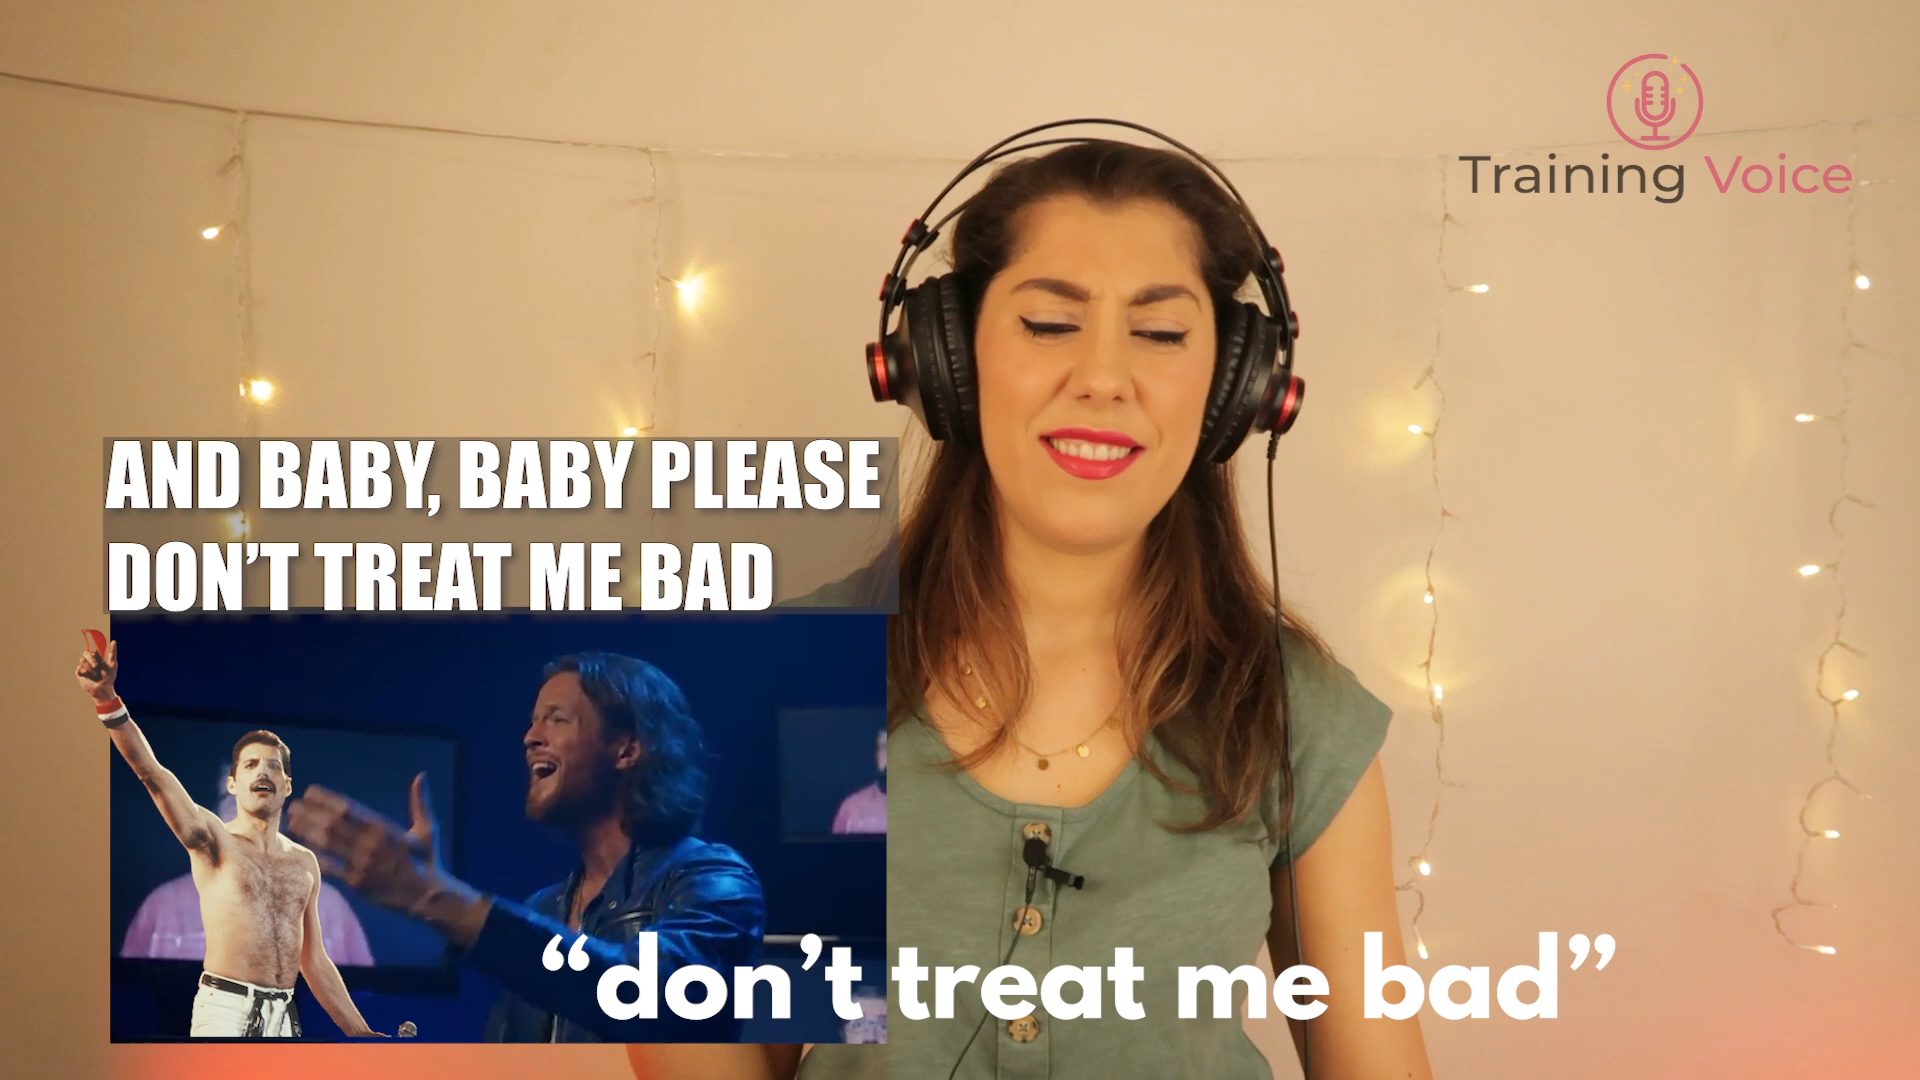 Training Voice
AND BABY, BABY PLEASE
DON'T TREAT ME BAD
“don’t treat me bad”